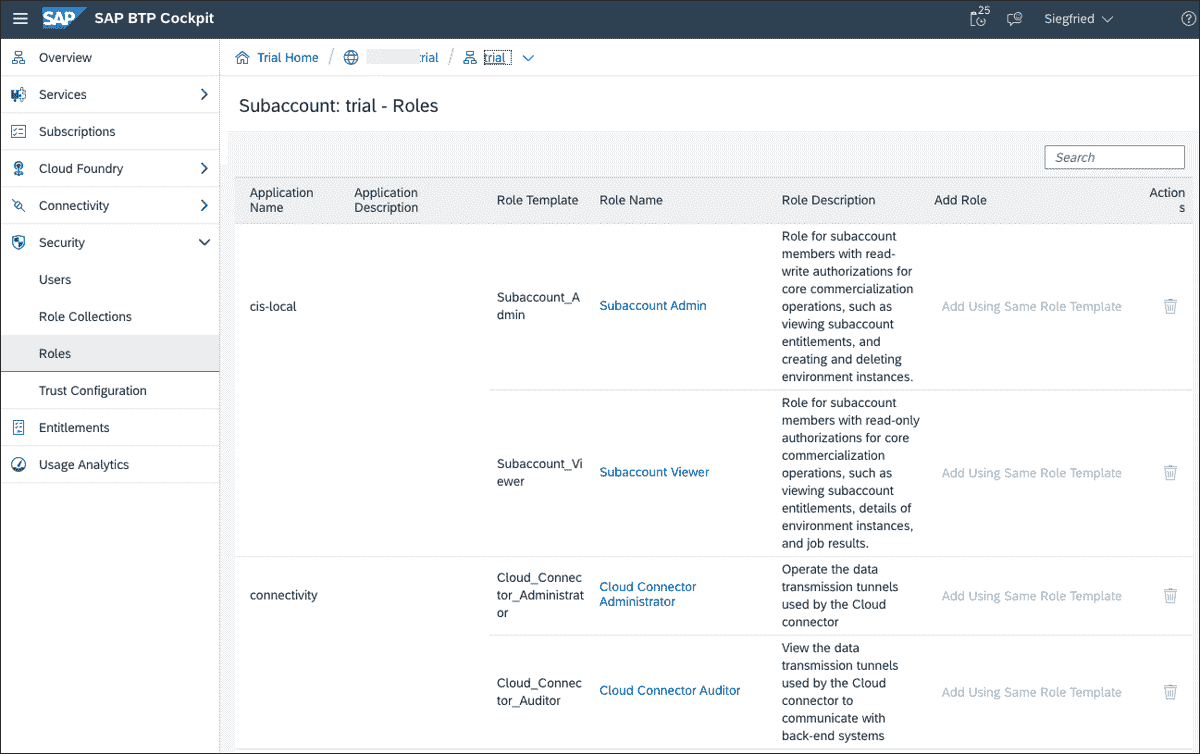 SAP SAP BTP Cockpit
25
Siegfried
Overview
Services
Subscriptions
Cloud Foundry
Connectivity
Security
Users
Role Collections
Roles
Trust Configuration
Entitlements
Usage Analytics
Trial Home / trial / trial
Subaccount: trial - Roles
Search
Application
Name
Application
Description
Role Template
Role Name
Role Description
Add Role
Action
s
cis-local
Subaccount_A
dmin
Subaccount Admin
Role for subaccount
members with read-
write authorizations for
core commercialization
operations, such as
viewing subaccount
entitlements, and
creating and deleting
environment instances.
Add Using Same Role Template
Subaccount_Vi
ewer
Subaccount Viewer
Role for subaccount
members with read-only
authorizations for core
commercialization
operations, such as
viewing subaccount
entitlements, details of
environment instances,
and job results.
Add Using Same Role Template
connectivity
Cloud_Connec
tor_Administrat
or
Cloud Connector
Administrator
Operate the data
transmission tunnels
used by the Cloud
connector
Add Using Same Role Template
Cloud_Connec
tor_Auditor
Cloud Connector Auditor
View the data
transmission tunnels
used by the Cloud
connector to
communicate with
back-end systems
Add Using Same Role Template